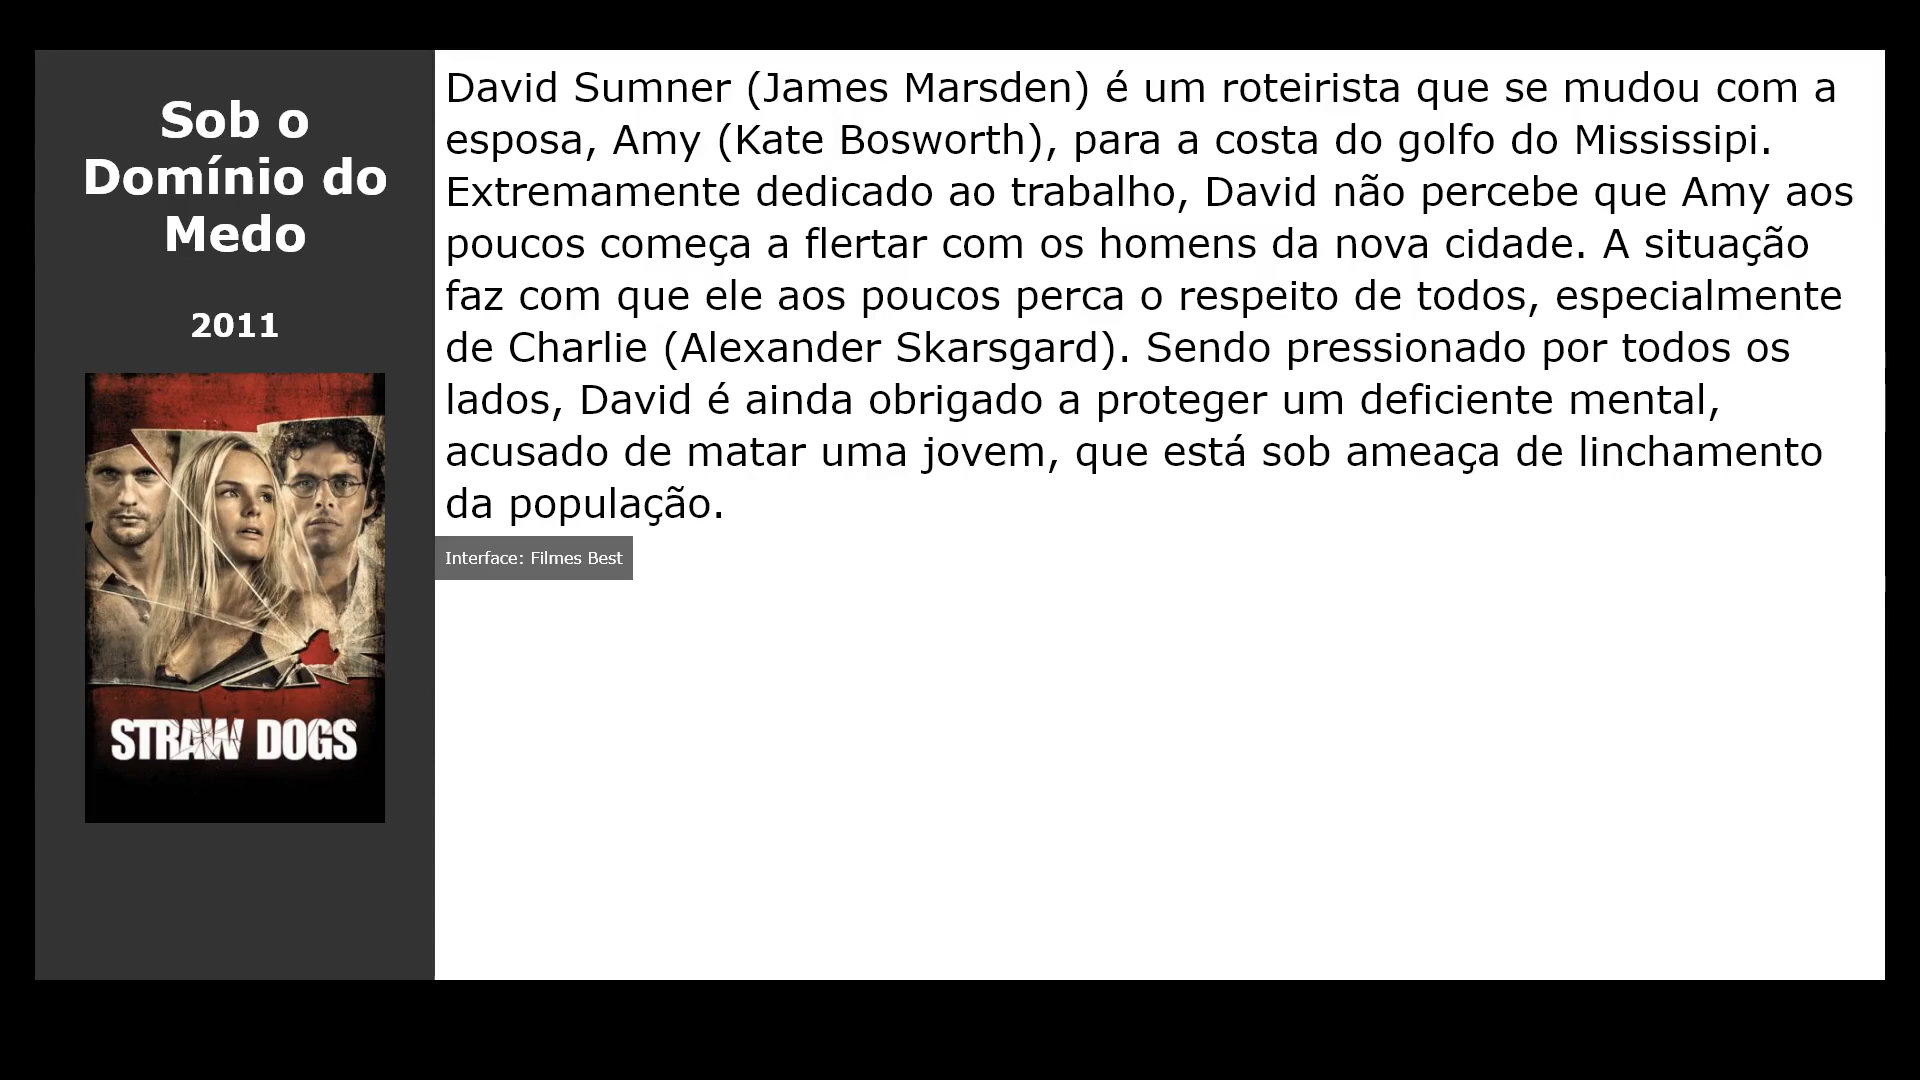 Sob o
Domínio do
Medo
2011
STRAW DOGS
David Sumner (James Marsden) é um roteirista que se mudou com a
esposa, Amy (Kate Bosworth), para a costa do golfo do Mississipi.
Extremamente dedicado ao trabalho, David não percebe que Amy aos
poucos começa a flertar com os homens da nova cidade. A situação
faz com que ele aos poucos perca o respeito de todos, especialmente
de Charlie (Alexander Skarsgard). Sendo pressionado por todos os
lados, David é ainda obrigado a proteger um deficiente mental,
acusado de matar uma jovem, que está sob ameaça de linchamento
da população.
Interface: Filmes Best